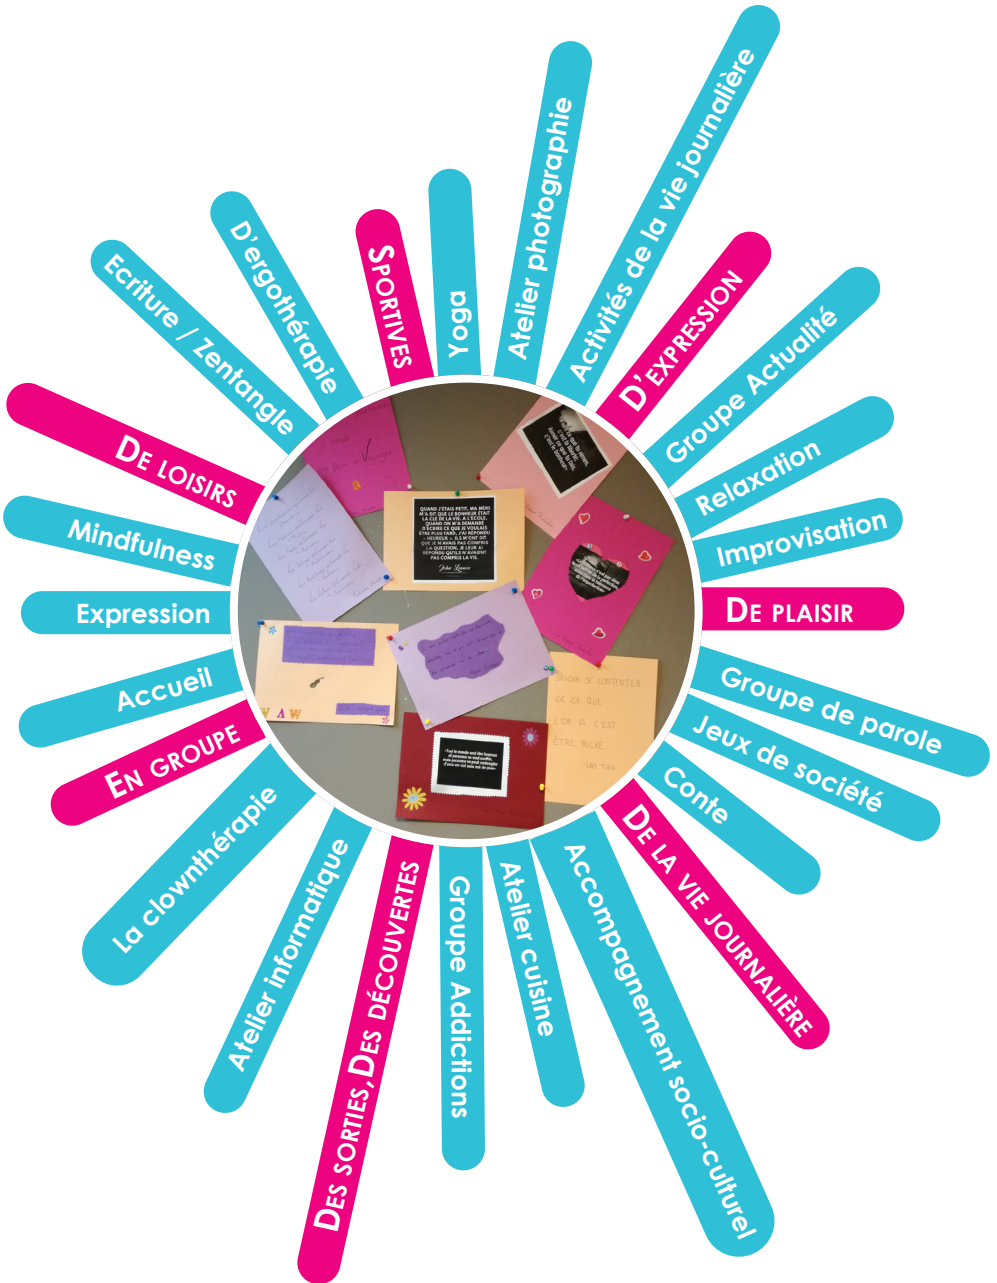 Activités de la vie journalière
Atelier photographie
Yoga
SPORTIVES
D'ergothérapie
Ecriture / Zentangle
DE LOISIRS
Mindfulness
Expression
Accueil
EN GROUPE
La clownthérapie
Atelier informatique
DES SORTIES, DES DÉCOUVERTES
Groupe Addictions
Atelier cuisine
Accompagnement socio-culturel
DE LA VIE JOURNALIÈRE
Conte
Jeux de société
Groupe de parole
DE PLAISIR
Improvisation
Relaxation
Groupe Actualité
D'EXPRESSION
QUAND J'ÉTAIS PETIT, MA MÈRE
M'A DIT QUE LE BONHEUR ÉTAIT
LA CLÉ DE LA VIE. A L'ÉCOLE,
QUAND ON M'A DEMANDÉ
D'ÉCRIRE CE QUE JE VOULAIS
ÊTRE PLUS TARD, J'AI RÉPONDU
« HEUREUX ». ILS M'ONT DIT
QUE JE N'AVAIS PAS COMPRIS
LA QUESTION, JE LEUR AI
RÉPONDU QU'ILS N'AVAIENT
PAS COMPRIS LA VIE.
John Lennon
SAVOIR SE CONTENTER
DE CE QUE
L'ON A C'EST
ÊTRE RICHE.
LAO TSEU